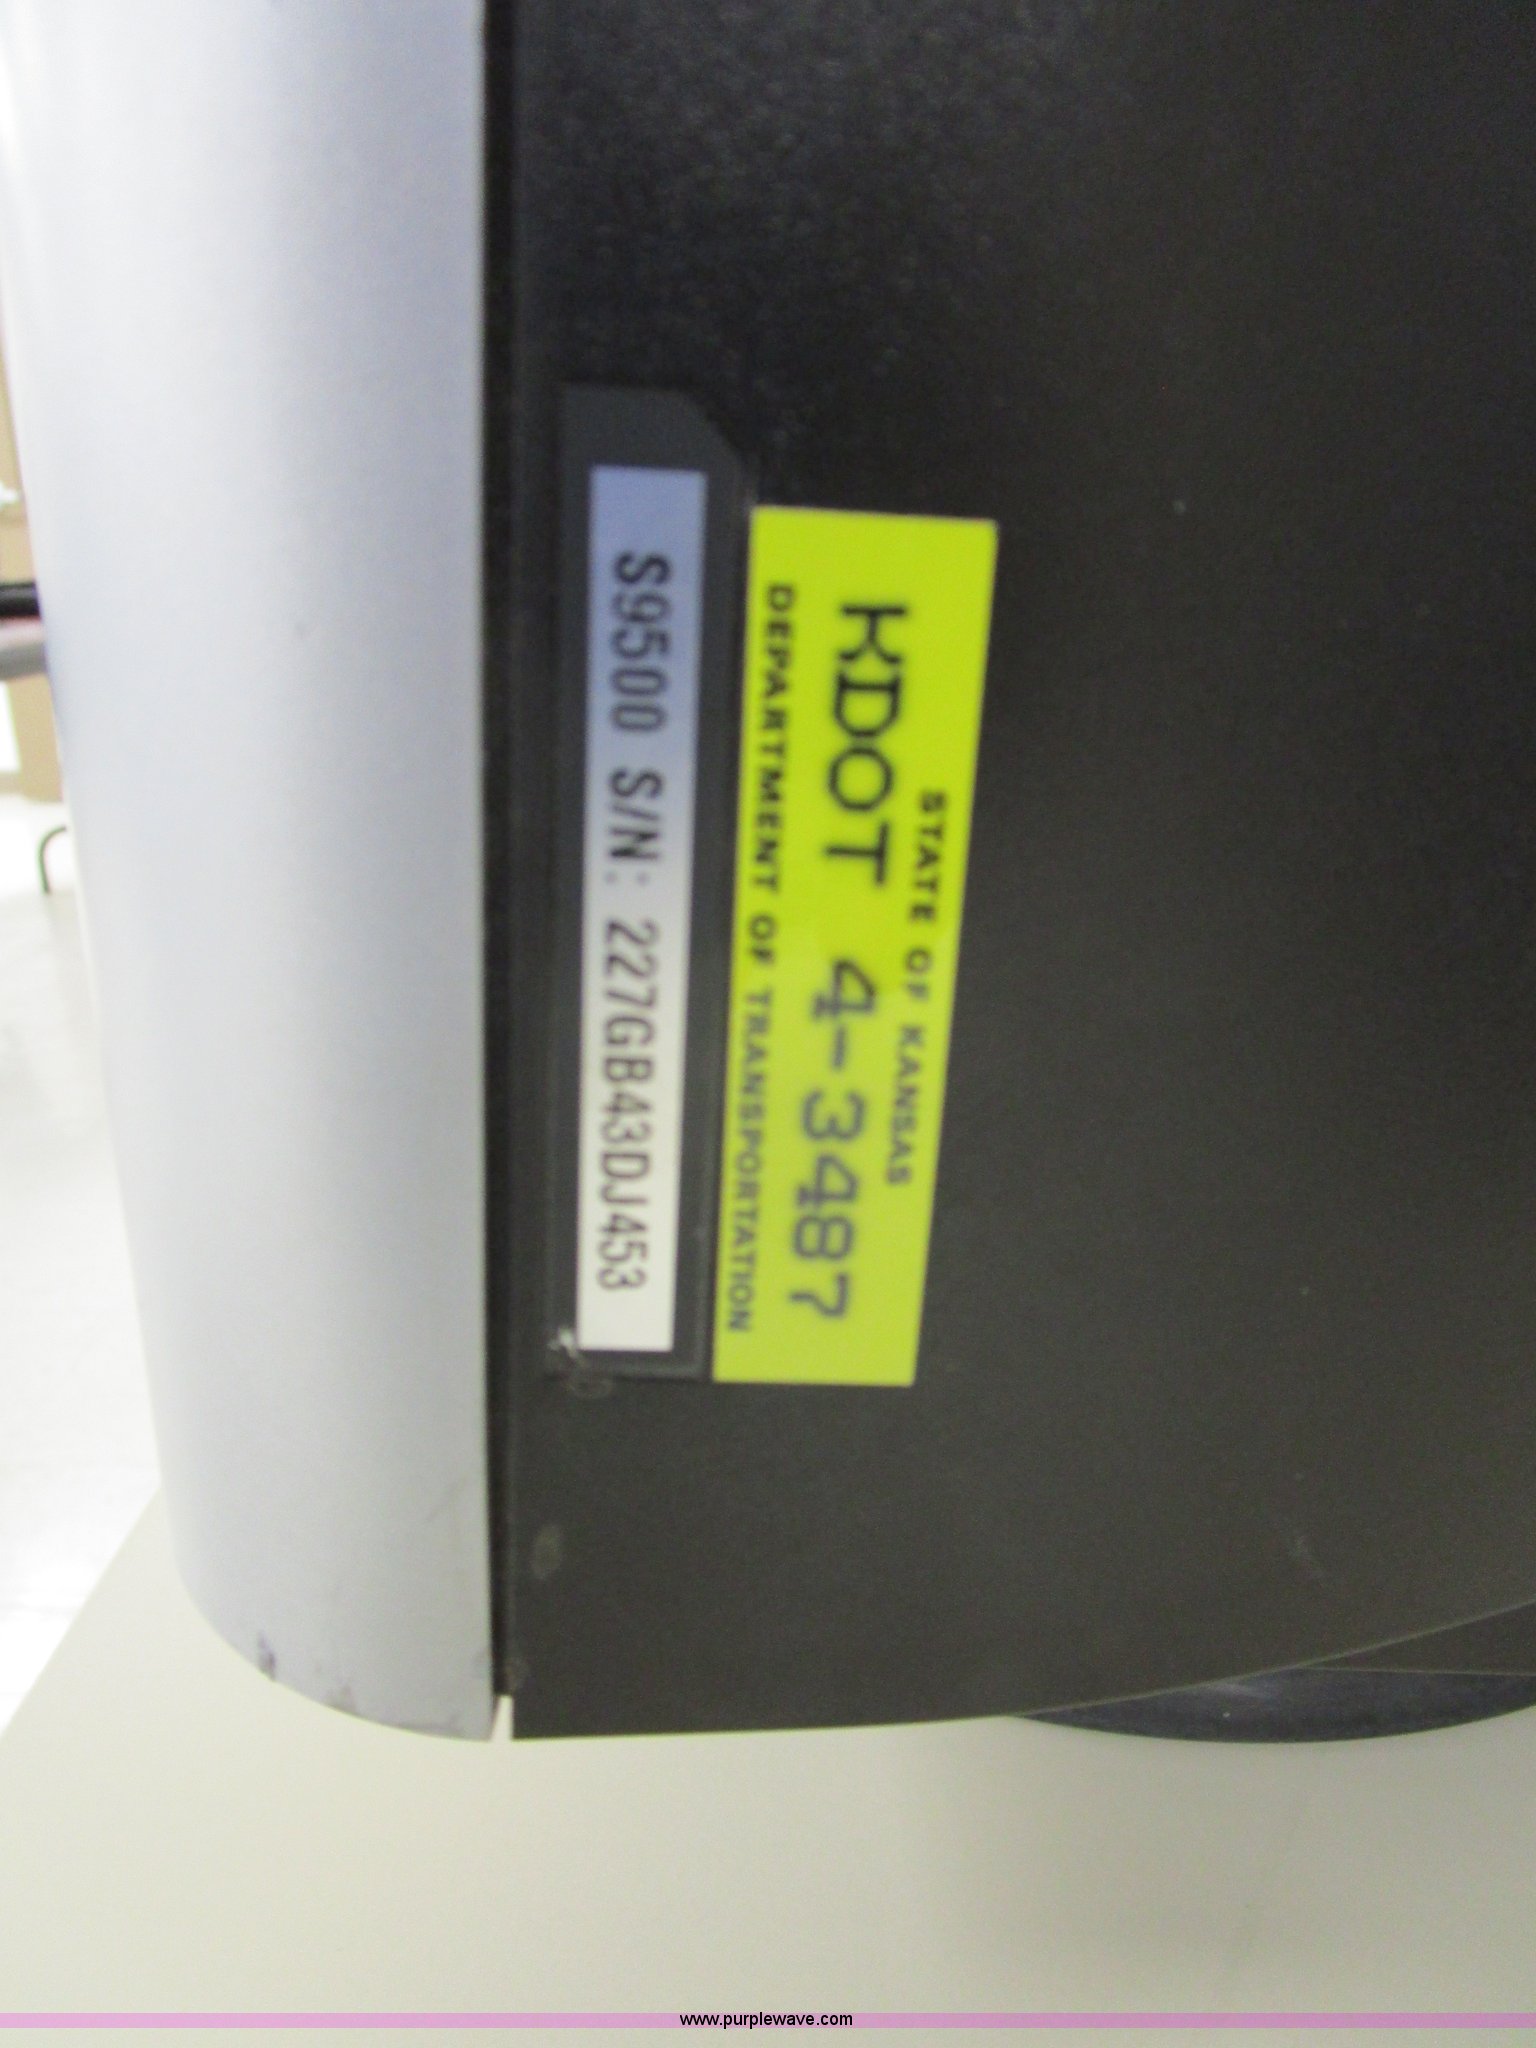 STATE OF KANSAS
KDOT 4-3487
DEPARTMENT OF TRANSPORTATION
S9500 S/N: 227GB43DJ453
www.purplewave.com